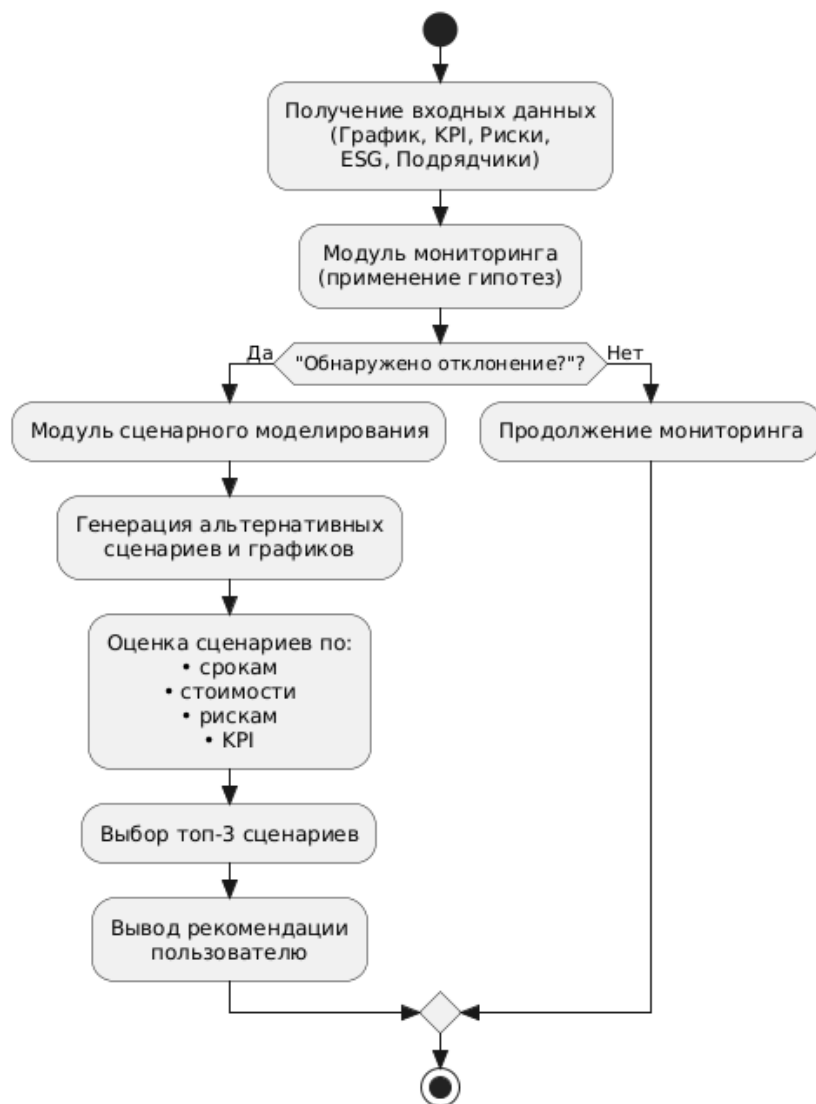 Получение входных данных
(График, KPI, Риски,
ESG, Подрядчики)
Модуль мониторинга
(применение гипотез)
"Обнаружено отклонение?"?
Да
Нет
Модуль сценарного моделирования
Продолжение мониторинга
Генерация альтернативных
сценариев и графиков
Оценка сценариев по:
• срокам
• стоимости
• рискам
• KPI
Выбор топ-3 сценариев
Вывод рекомендации
пользователю